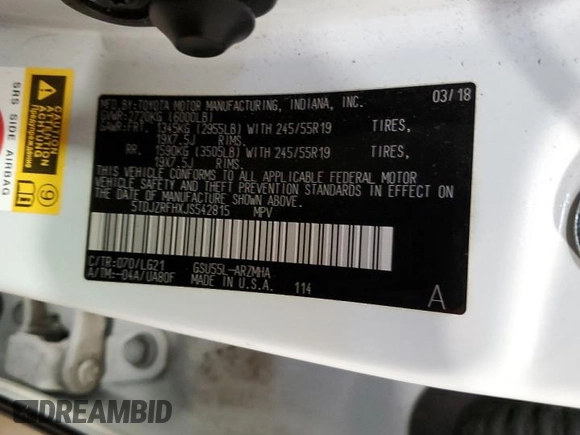 MFD.BY:TOYOTA MOTOR MANUFACTURING, INDIANA, INC. 03/18
GVWR:2720KG (6000LB)
GAWR:FRT. 1345KG (2955LB) WITH 245/55R19 TIRES,
19X7.5J RIMS.
RR. 1590KG (3505LB) WITH 245/55R19 TIRES,
19X7.5J RIMS.
THIS VEHICLE CONFORMS TO ALL APPLICABLE FEDERAL MOTOR
VEHICLE SAFETY AND THEFT PREVENTION STANDARDS IN EFFECT ON
THE DATE OF MANUFACTURE SHOWN ABOVE.
5TDJZRFHXJS542815 MPV
C/TR:070/LG21 GSU55L-ARZMHA
A/TM:-04A/UA80F MADE IN U.S.A. 114
A
SRS SIDE AIRBAG
CAUTION
ACHTUNG
9
DREAMBID